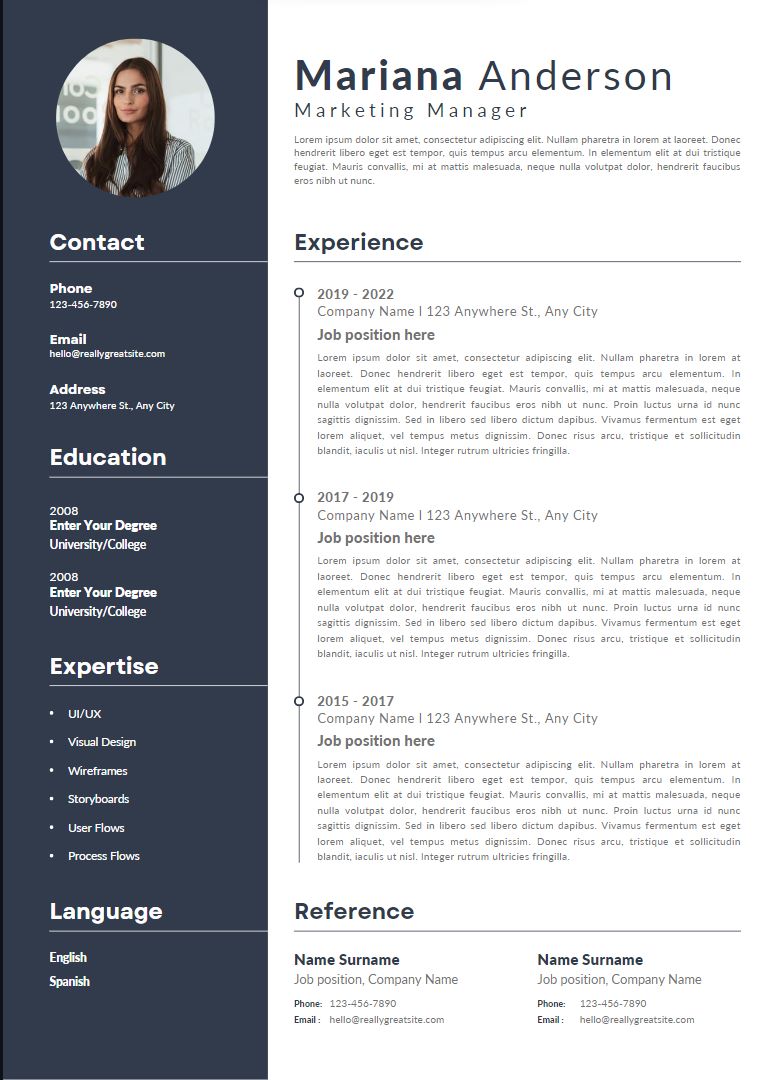 Mariana Anderson
Marketing Manager
Lorem ipsum dolor sit amet, consectetur adipiscing elit. Nullam pharetra in lorem at laoreet. Donec
hendrerit libero eget est tempor, quis tempus arcu elementum. In elementum elit at dui tristique
feugiat. Mauris convallis, mi at mattis malesuada, neque nulla volutpat dolor, hendrerit faucibus
eros nibh ut nunc.
Contact
Phone
123-456-7890
Email
hello@reallygreatsite.com
Address
123 Anywhere St., Any City
Education
2008
Enter Your Degree
University/College
2008
Enter Your Degree
University/College
Expertise
• UI/UX
• Visual Design
• Wireframes
• Storyboards
• User Flows
• Process Flows
Language
English
Spanish
Experience
2019 - 2022
Company Name l 123 Anywhere St., Any City
Job position here
Lorem ipsum dolor sit amet, consectetur adipiscing elit. Nullam pharetra in lorem at
laoreet. Donec hendrerit libero eget est tempor, quis tempus arcu elementum. In
elementum elit at dui tristique feugiat. Mauris convallis, mi at mattis malesuada, neque
nulla volutpat dolor, hendrerit faucibus eros nibh ut nunc. Proin luctus urna id nunc
sagittis dignissim. Sed in libero sed libero dictum dapibus. Vivamus fermentum est eget
lorem aliquet, vel tempus metus dignissim. Donec risus arcu, tristique et sollicitudin
blandit, iaculis ut nisl. Integer rutrum ultricies fringilla.
2017 - 2019
Company Name l 123 Anywhere St., Any City
Job position here
Lorem ipsum dolor sit amet, consectetur adipiscing elit. Nullam pharetra in lorem at
laoreet. Donec hendrerit libero eget est tempor, quis tempus arcu elementum. In
elementum elit at dui tristique feugiat. Mauris convallis, mi at mattis malesuada, neque
nulla volutpat dolor, hendrerit faucibus eros nibh ut nunc. Proin luctus urna id nunc
sagittis dignissim. Sed in libero sed libero dictum dapibus. Vivamus fermentum est eget
lorem aliquet, vel tempus metus dignissim. Donec risus arcu, tristique et sollicitudin
blandit, iaculis ut nisl. Integer rutrum ultricies fringilla.
2015 - 2017
Company Name l 123 Anywhere St., Any City
Job position here
Lorem ipsum dolor sit amet, consectetur adipiscing elit. Nullam pharetra in lorem at
laoreet. Donec hendrerit libero eget est tempor, quis tempus arcu elementum. In
elementum elit at dui tristique feugiat. Mauris convallis, mi at mattis malesuada, neque
nulla volutpat dolor, hendrerit faucibus eros nibh ut nunc. Proin luctus urna id nunc
sagittis dignissim. Sed in libero sed libero dictum dapibus. Vivamus fermentum est eget
lorem aliquet, vel tempus metus dignissim. Donec risus arcu, tristique et sollicitudin
blandit, iaculis ut nisl. Integer rutrum ultricies fringilla.
Reference
Name Surname
Job position, Company Name
Phone: 123-456-7890
Email : hello@reallygreatsite.com
Name Surname
Job position, Company Name
Phone: 123-456-7890
Email : hello@reallygreatsite.com